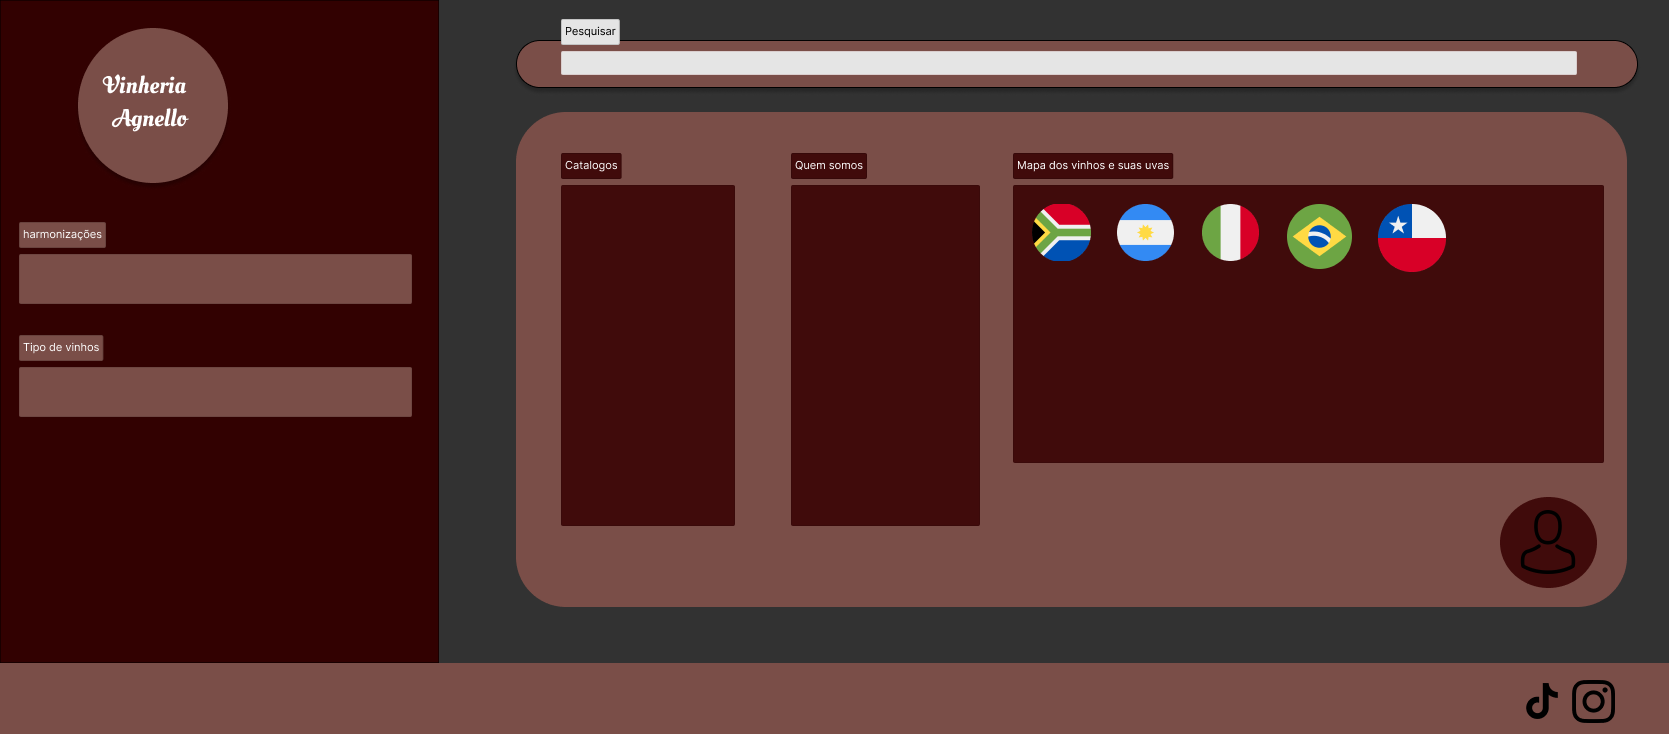 Vinheria
Agnello
harmonizações
Tipo de vinhos
Pesquisar
Catalogos
Quem somos
Mapa dos vinhos e suas uvas